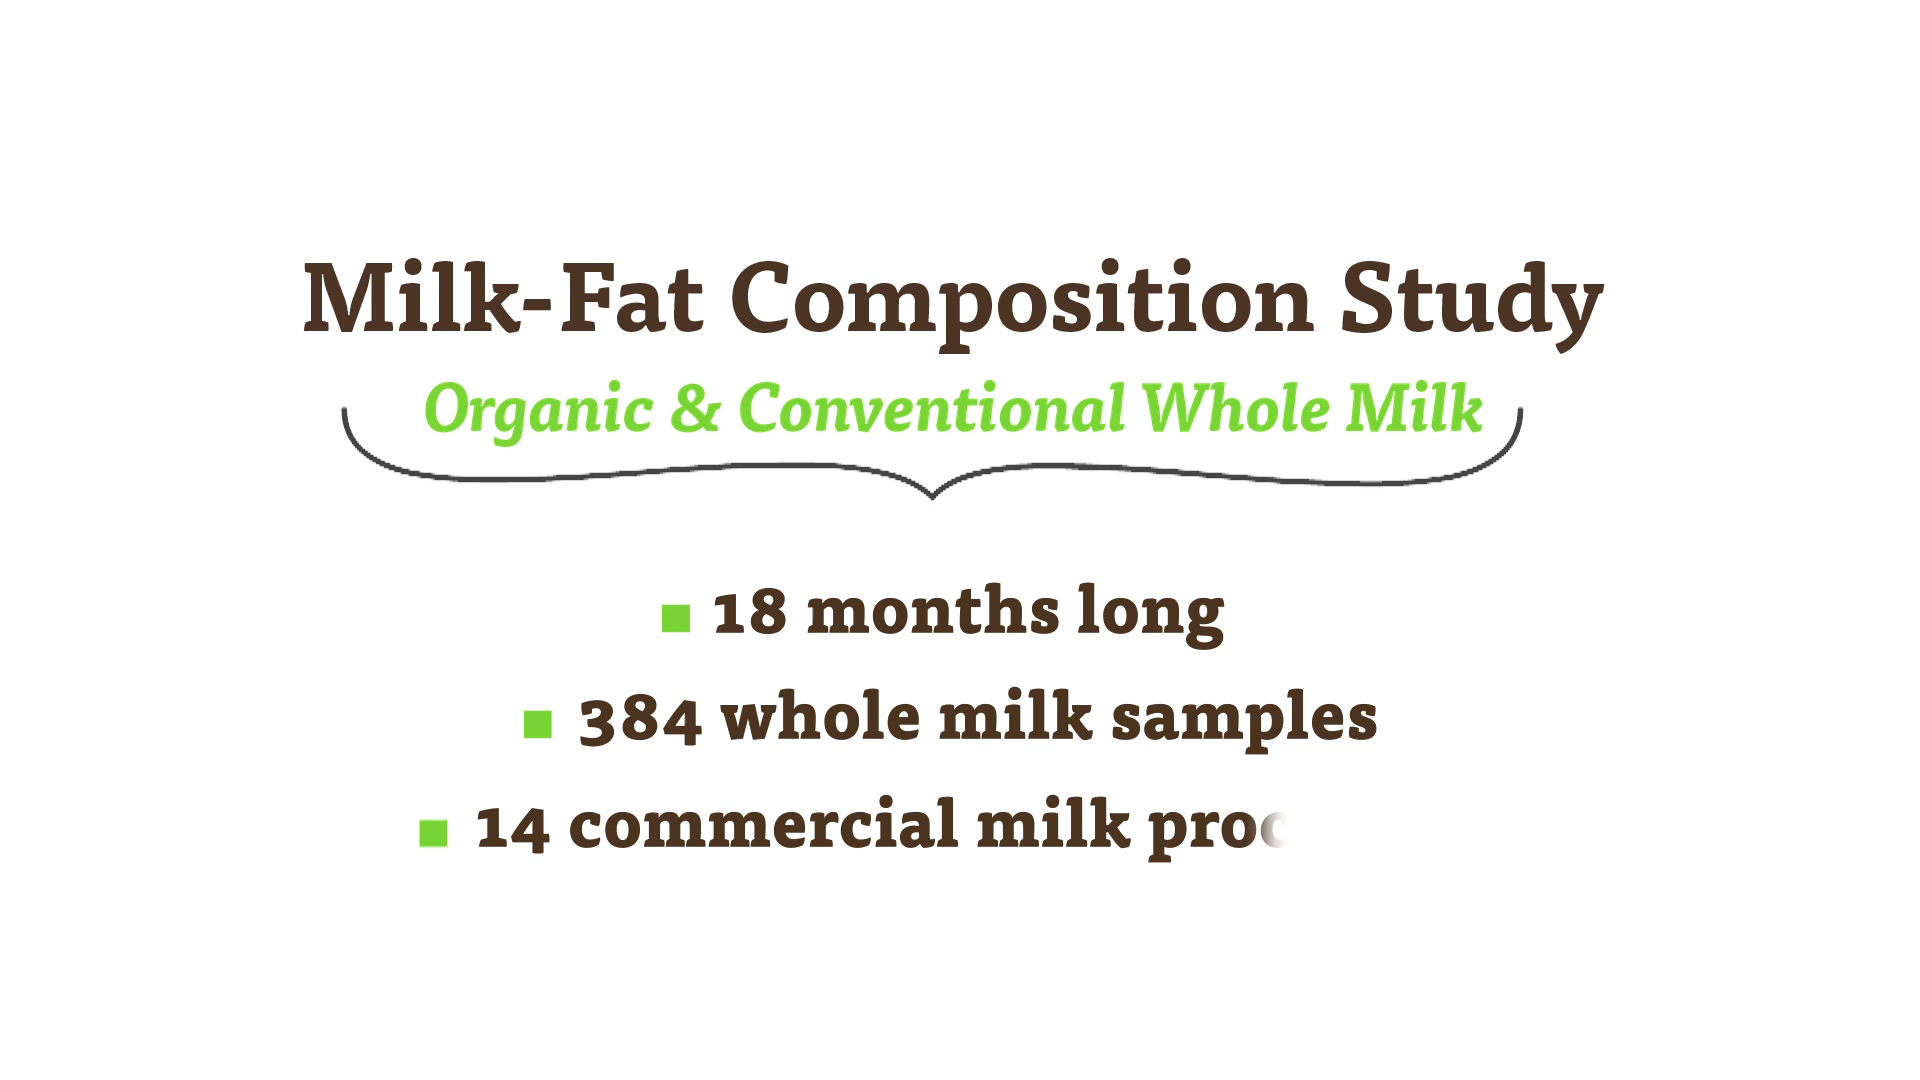 Milk-Fat Composition Study
Organic & Conventional Whole Milk
18 months long
384 whole milk samples
14 commercial milk